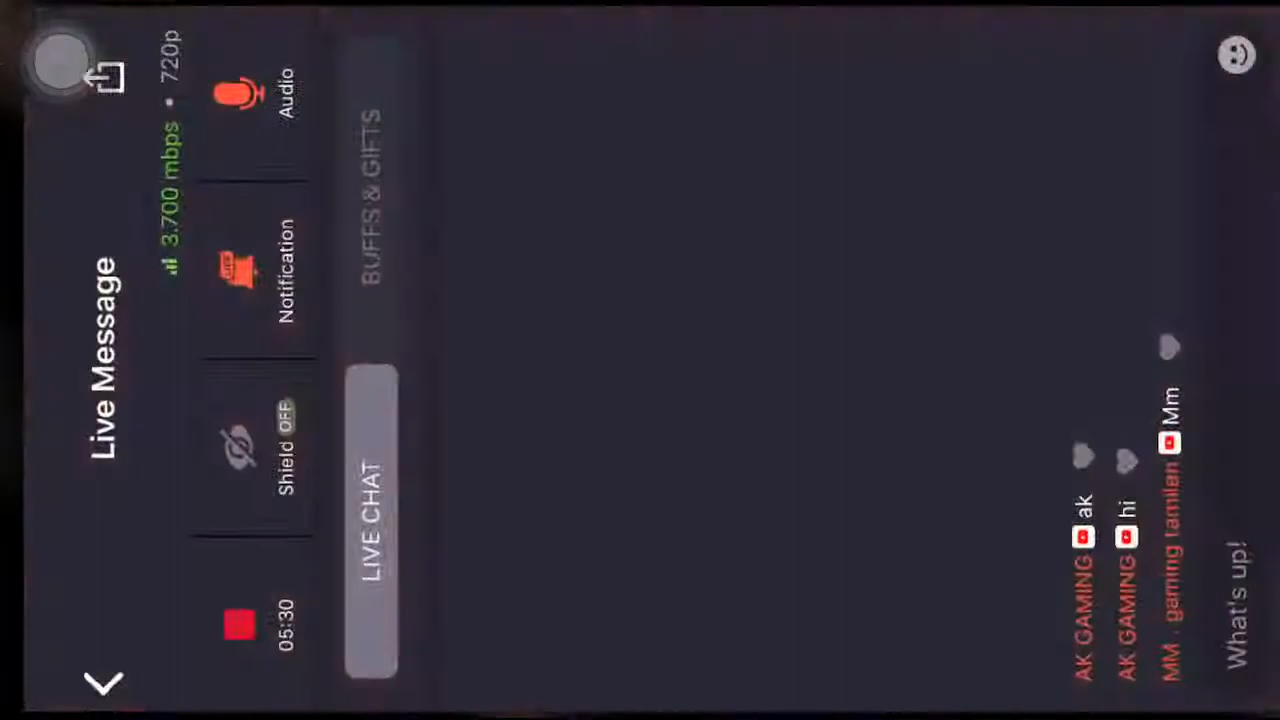 Live Message
3.700 mbps • 720p
05:30
Shield OFF
Notification
Audio
LIVE CHAT
BUFFS & GIFTS
AK GAMING ak
AK GAMING hi
MM . gaming tamilan Mm
What's up!